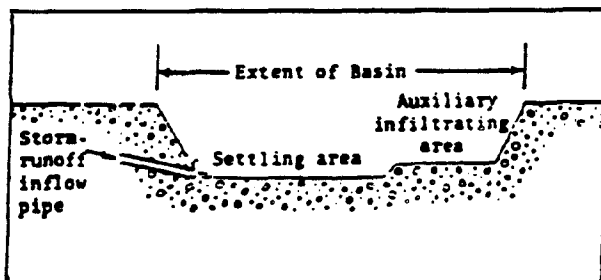 Extent of Basin
Auxiliary
infiltrating
area
Storm-
runoff
inflow
pipe
Settling area